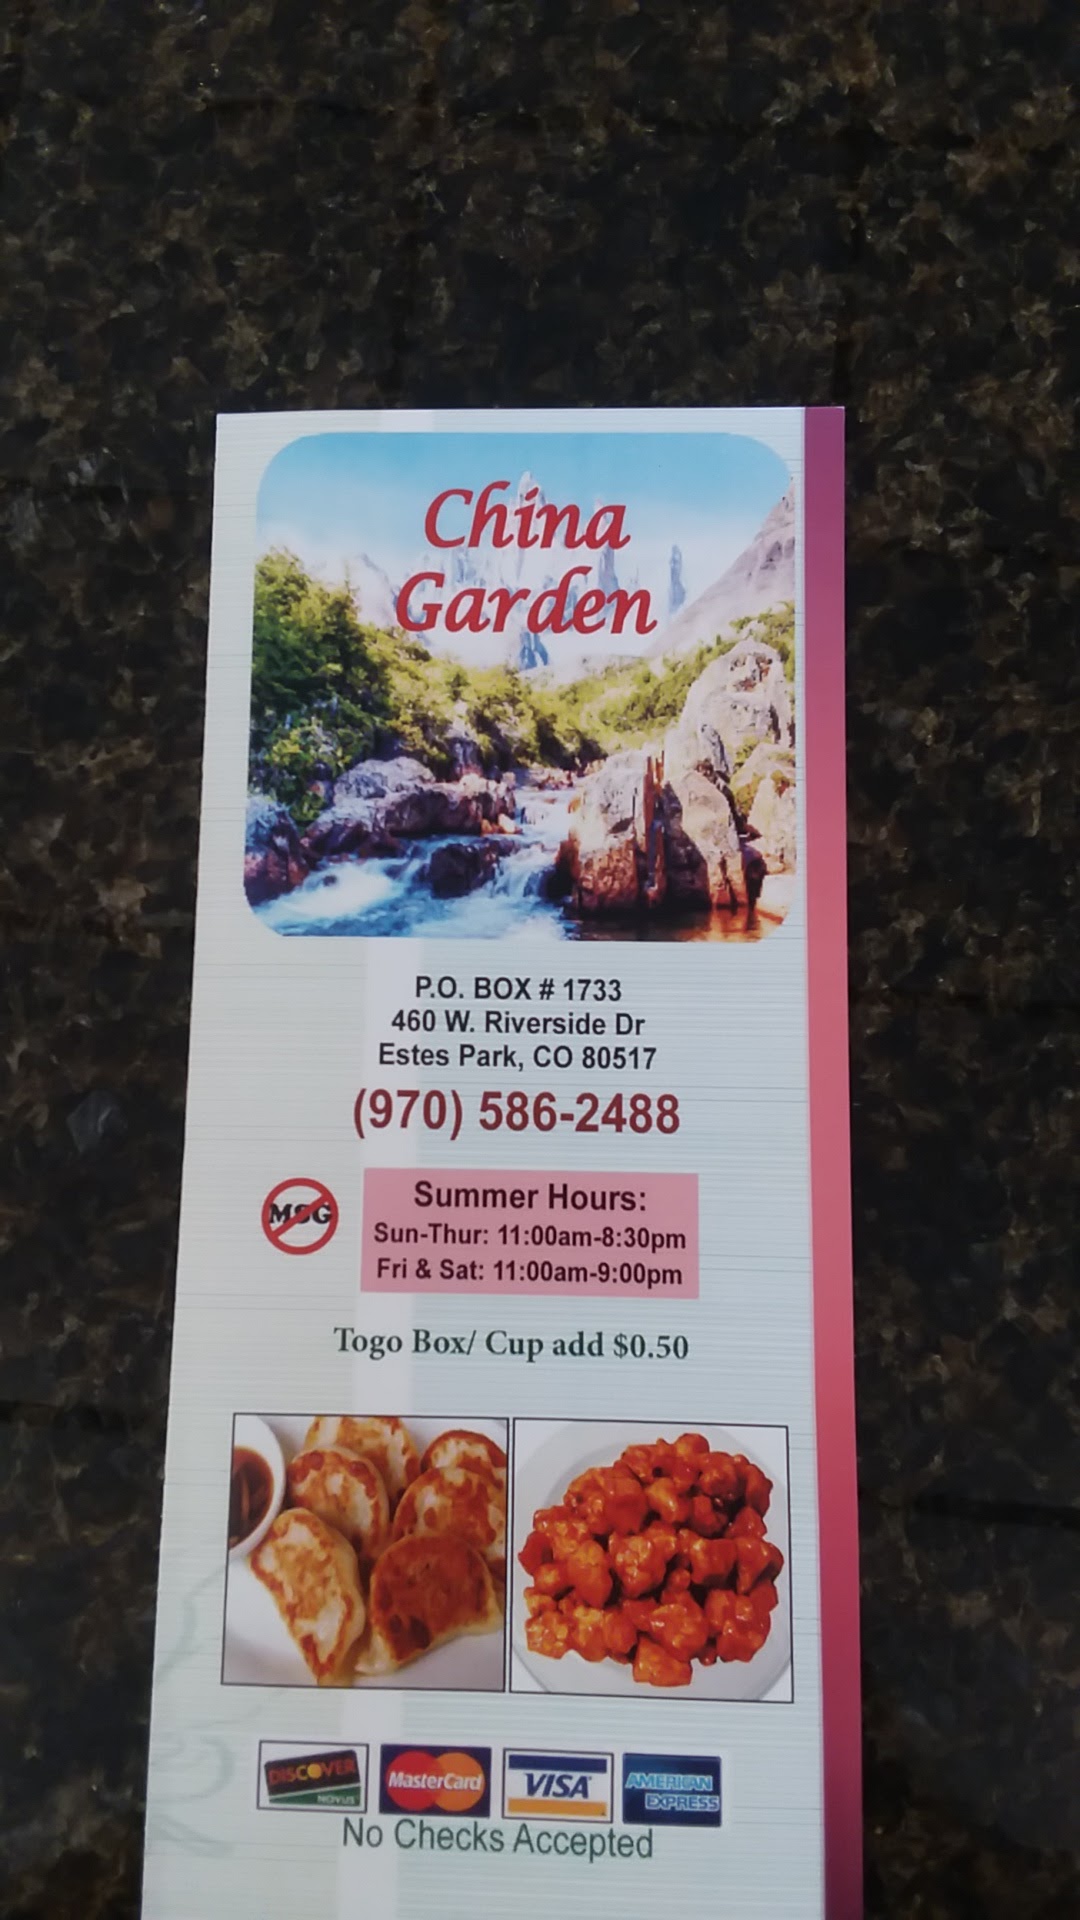 China
Garden
P.O. BOX # 1733
460 W. Riverside Dr
Estes Park, CO 80517
(970) 586-2488
MSG
Summer Hours:
Sun-Thur: 11:00am-8:30pm
Fri & Sat: 11:00am-9:00pm
Togo Box/ Cup add $0.50
DISCOVER
NOVUS
MasterCard
VISA
AMERICAN
EXPRESS
No Checks Accepted